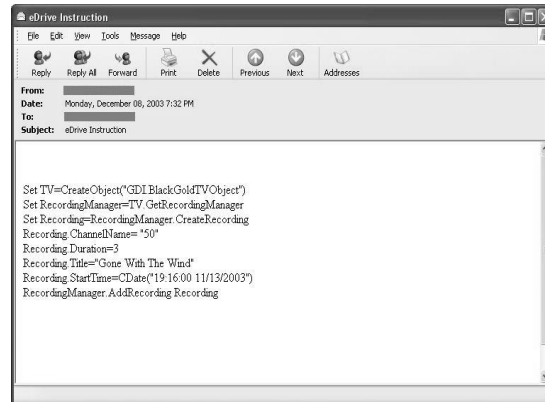 eDrive Instruction
File Edit View Tools Message Help
Reply Reply All Forward Print Delete Previous Next Addresses
From:
Date: Monday, December 08, 2003 7:32 PM
To:
Subject: eDrive Instruction
Set TV=CreateObject("GDI.BlackGoldTVObject")
Set RecordingManager=TV.GetRecordingManager
Set Recording=RecordingManager.CreateRecording
Recording.ChannelName= "50"
Recording.Duration=3
Recording.Title="Gone With The Wind"
Recording.StartTime=CDate("19:16:00 11/13/2003")
RecordingManager.AddRecording Recording